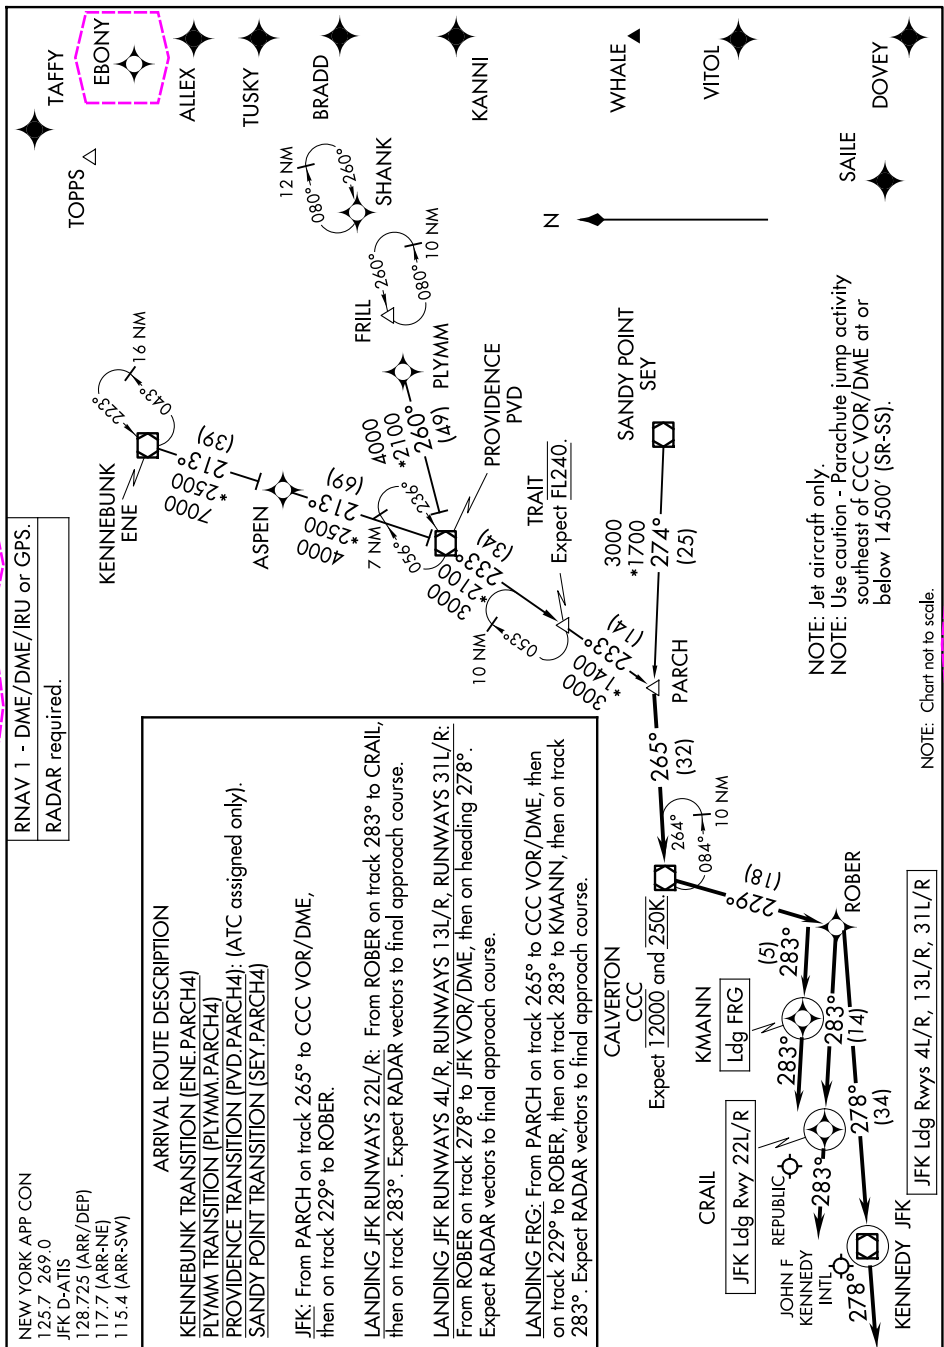 NEW YORK APP CON
125.7 269.0
JFK D-ATIS
128.725 (ARR/DEP)
117.7 (ARR-NE)
115.4 (ARR-SW)
RNAV 1 - DME/DME/IRU or GPS.
RADAR required.
ARRIVAL ROUTE DESCRIPTION
KENNEBUNK TRANSITION (ENE.PARCH4)
PLYMM TRANSITION (PLYMM.PARCH4)
PROVIDENCE TRANSITION (PVD.PARCH4): (ATC assigned only).
SANDY POINT TRANSITION (SEY.PARCH4)
JFK: From PARCH on track 265° to CCC VOR/DME,
then on track 229° to ROBER.
LANDING JFK RUNWAYS 22L/R: From ROBER on track 283° to CRAIL,
then on track 283°. Expect RADAR vectors to final approach course.
LANDING JFK RUNWAYS 4L/R, RUNWAYS 13L/R, RUNWAYS 31L/R:
From ROBER on track 278° to JFK VOR/DME, then on heading 278°.
Expect RADAR vectors to final approach course.
LANDING FRG: From PARCH on track 265° to CCC VOR/DME, then
on track 229° to ROBER, then on track 283° to KMANN, then on track
283°. Expect RADAR vectors to final approach course.
TAFFY
EBONY
ALLEX
TUSKY
BRADD
KANNI
WHALE
VITOL
DOVEY
TOPPS
SAILE
12 NM
080°
260°
SHANK
FRILL
260°
080°
10 NM
N
KENNEBUNK
ENE
223°
043°
16 NM
7000
*2500
213°
(39)
ASPEN
4000
*2500
213°
(69)
PLYMM
4000
*2100
260°
(49)
PROVIDENCE
PVD
7 NM
056°
236°
3000
*2100
233°
(34)
TRAIT
Expect FL240.
10 NM
053°
3000
*1400
233°
(14)
SANDY POINT
SEY
3000
*1700
274°
(25)
PARCH
265°
(32)
264°
084°
10 NM
CALVERTON
CCC
Expect 12000 and 250K.
229°
(18)
ROBER
(5)
283°
KMANN
Ldg FRG
283°
283°
(14)
CRAIL
JFK Ldg Rwy 22L/R
283°
REPUBLIC
278°
(34)
JOHN F
KENNEDY
INTL
278°
KENNEDY JFK
JFK Ldg Rwys 4L/R, 13L/R, 31L/R
NOTE: Jet aircraft only.
NOTE: Use caution - Parachute jump activity
southeast of CCC VOR/DME at or
below 14500' (SR-SS).
NOTE: Chart not to scale.